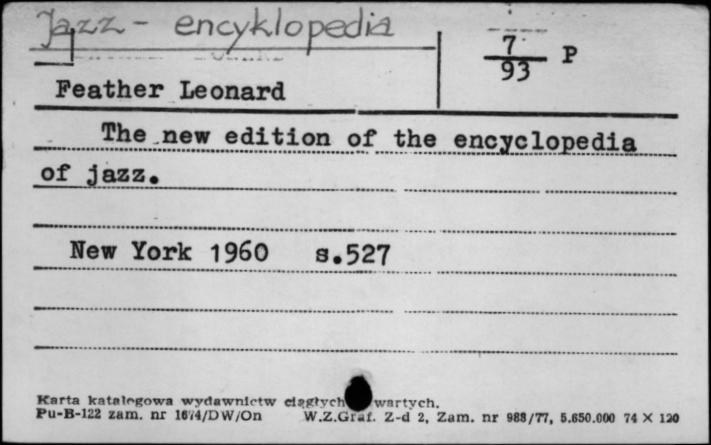 Jazz - encyklopedia
7
93 P
Feather Leonard
The new edition of the encyclopedia
of jazz.
New York 1960 s.527
Karta katalogowa wydawnictw ciągłych wartych.
Pu-B-122 zam. nr 1674/DW/On W.Z.Graf. Z-d 2, Zam. nr 988/77, 5.650.000 74 X 120